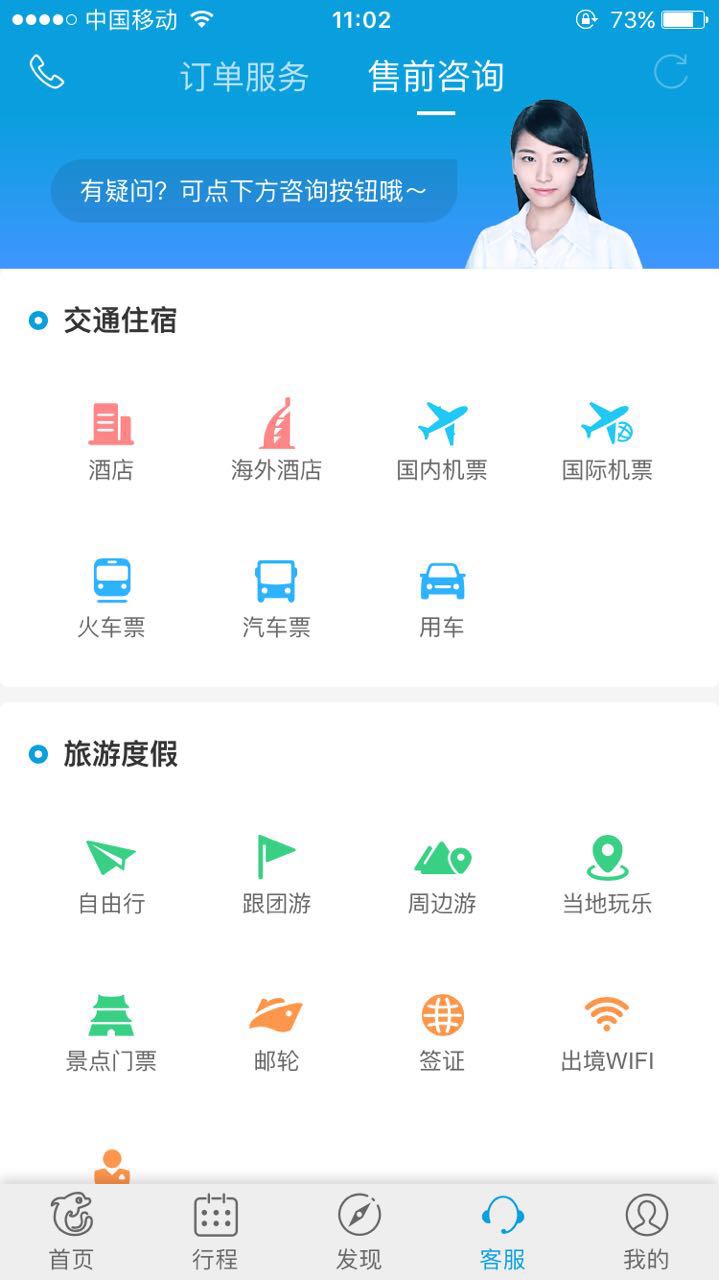 中国移动 11:02 73%
订单服务 售前咨询
有疑问？可点下方咨询按钮哦～
交通住宿
酒店 海外酒店 国内机票 国际机票
火车票 汽车票 用车
旅游度假
自由行 跟团游 周边游 当地玩乐
景点门票 邮轮 签证 出境WIFI
首页 行程 发现 客服 我的